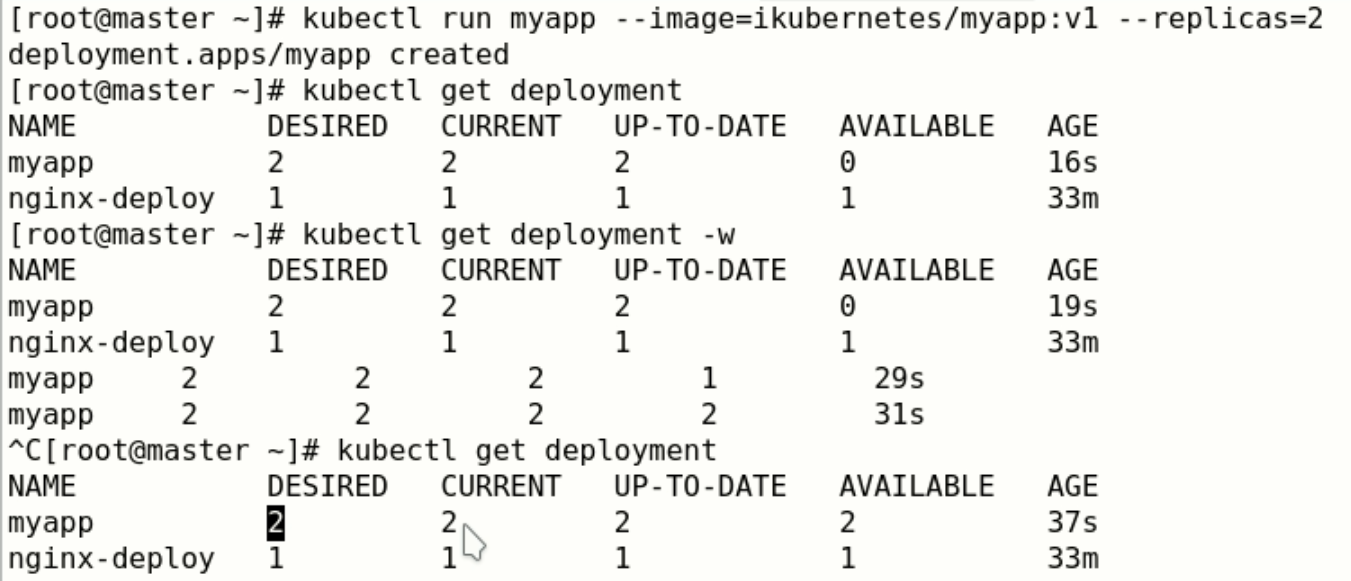 [root@master ~]# kubectl run myapp --image=ikubernetes/myapp:v1 --replicas=2
deployment.apps/myapp created
[root@master ~]# kubectl get deployment
NAME           DESIRED   CURRENT   UP-TO-DATE   AVAILABLE   AGE
myapp          2         2         2            0           16s
nginx-deploy   1         1         1            1           33m
[root@master ~]# kubectl get deployment -w
NAME           DESIRED   CURRENT   UP-TO-DATE   AVAILABLE   AGE
myapp          2         2         2            0           19s
nginx-deploy   1         1         1            1           33m
myapp     2         2         2         1         29s
myapp     2         2         2         2         31s
^C[root@master ~]# kubectl get deployment
NAME           DESIRED   CURRENT   UP-TO-DATE   AVAILABLE   AGE
myapp          2         2         2            2           37s
nginx-deploy   1         1         1            1           33m